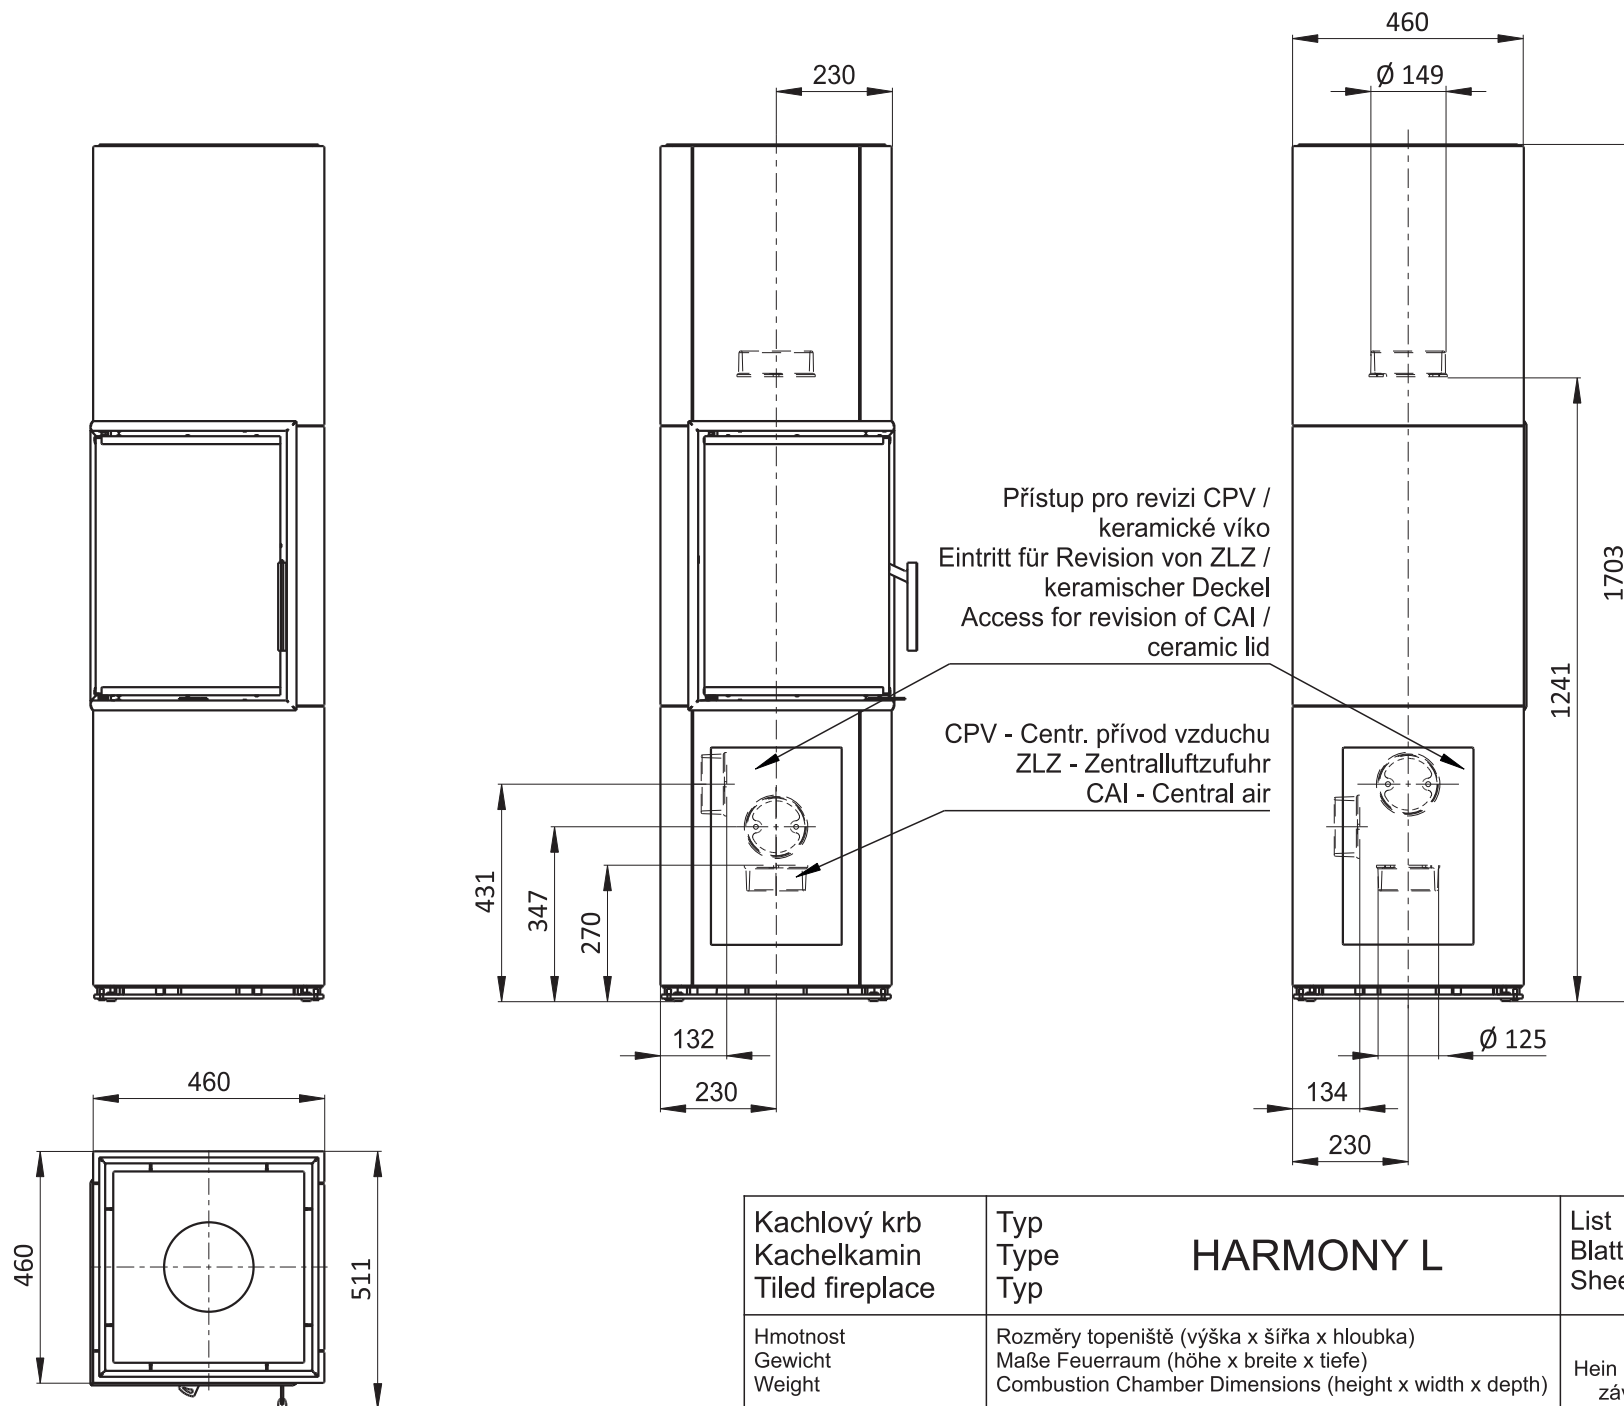 460
230
Ø 149
Přístup pro revizi CPV /
keramické víko
Eintritt für Revision von ZLZ /
keramischer Deckel
Access for revision of CAI /
ceramic lid
1703
1241
CPV - Centr. přívod vzduchu
ZLZ - Zentralluftzufuhr
CAI - Central air
431
347
270
132
230
Ø 125
134
230
460
460
511
Kachlový krb
Kachelkamin
Tiled fireplace
Typ
Type
Typ
HARMONY L
List
Blatt
Shee
Hmotnost
Gewicht
Weight
Rozměry topeniště (výška x šířka x hloubka)
Maße Feuerraum (höhe x breite x tiefe)
Combustion Chamber Dimensions (height x width x depth)
Hein